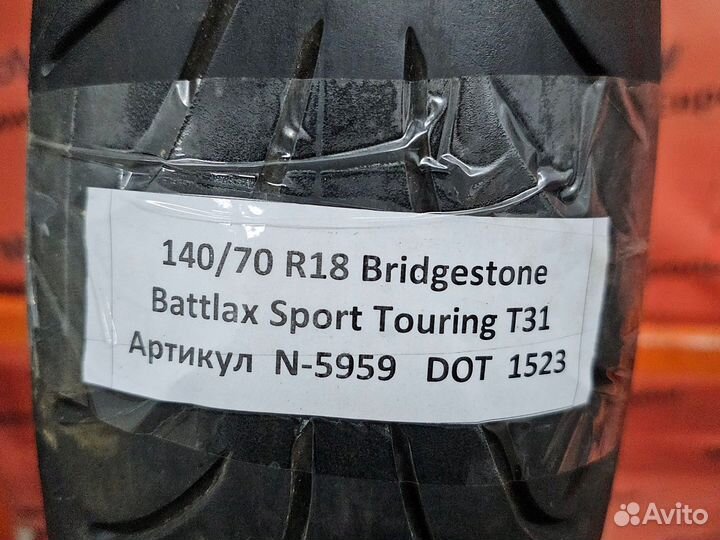 140/70 R18 Bridgestone
Battlax Sport Touring T31
Артикул N-5959 DOT 1523
Avito